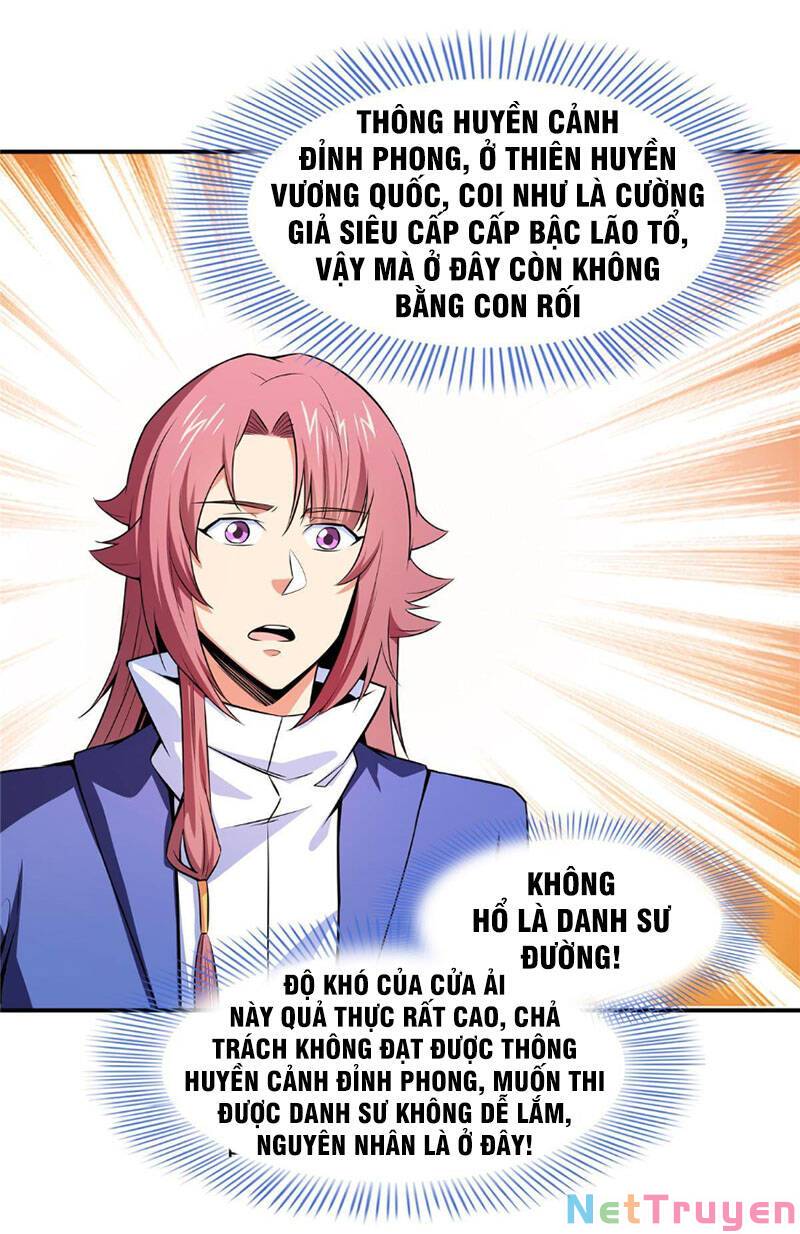 THÔNG HUYỀN CẢNH
ĐỈNH PHONG, Ở THIÊN HUYỀN
VƯƠNG QUỐC, COI NHƯ LÀ CƯỜNG
GIẢ SIÊU CẤP CẤP BẬC LÃO TỔ,
VẬY MÀ Ở ĐÂY CÒN KHÔNG
BẰNG CON RỐI
KHÔNG
HỔ LÀ DANH SƯ
ĐƯỜNG!
ĐỘ KHÓ CỦA CỬA ẢI
NÀY QUẢ THỰC RẤT CAO, CHẢ
TRÁCH KHÔNG ĐẠT ĐƯỢC THÔNG
HUYỀN CẢNH ĐỈNH PHONG, MUỐN THI
ĐƯỢC DANH SƯ KHÔNG DỄ LẮM,
NGUYÊN NHÂN LÀ Ở ĐÂY!
NetTruyen